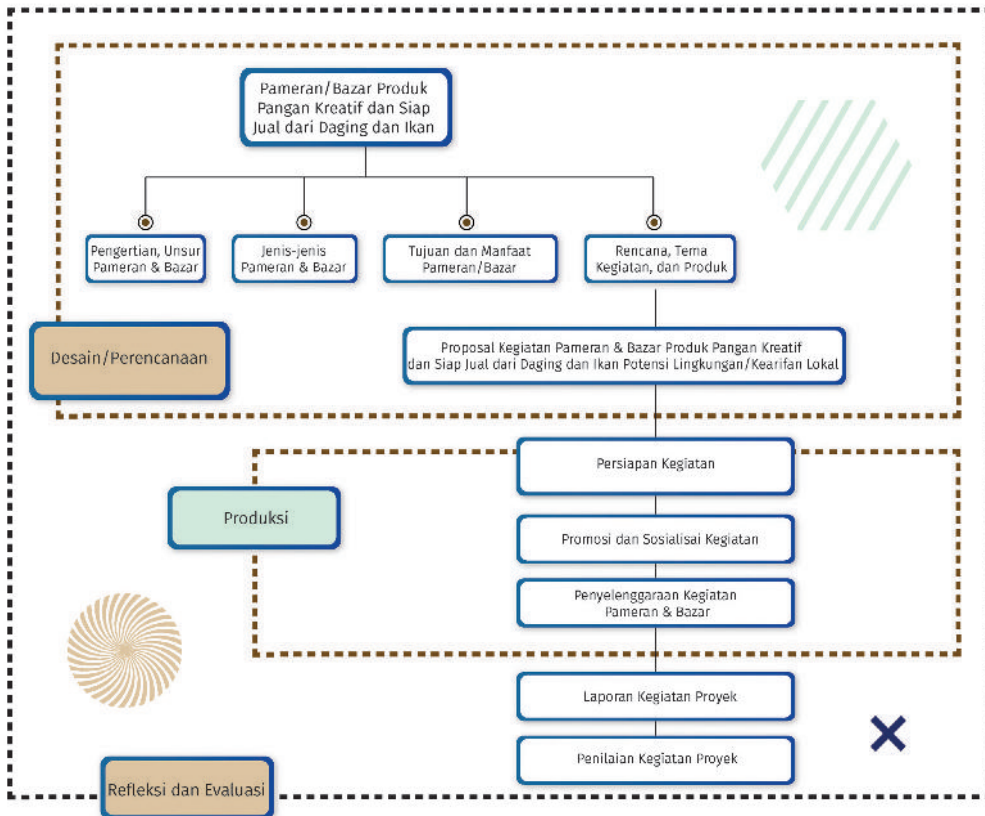 Pameran/Bazar Produk
Pangan Kreatif dan Siap
Jual dari Daging dan Ikan
Pengertian, Unsur
Pameran & Bazar
Jenis-jenis
Pameran & Bazar
Tujuan dan Manfaat
Pameran/Bazar
Rencana, Tema
Kegiatan, dan Produk
Desain/Perencanaan
Proposal Kegiatan Pameran & Bazar Produk Pangan Kreatif
dan Siap Jual dari Daging dan Ikan Potensi Lingkungan/Kearifan Lokal
Persiapan Kegiatan
Produksi
Promosi dan Sosialisai Kegiatan
Penyelenggaraan Kegiatan
Pameran & Bazar
Laporan Kegiatan Proyek
Penilaian Kegiatan Proyek
Refleksi dan Evaluasi